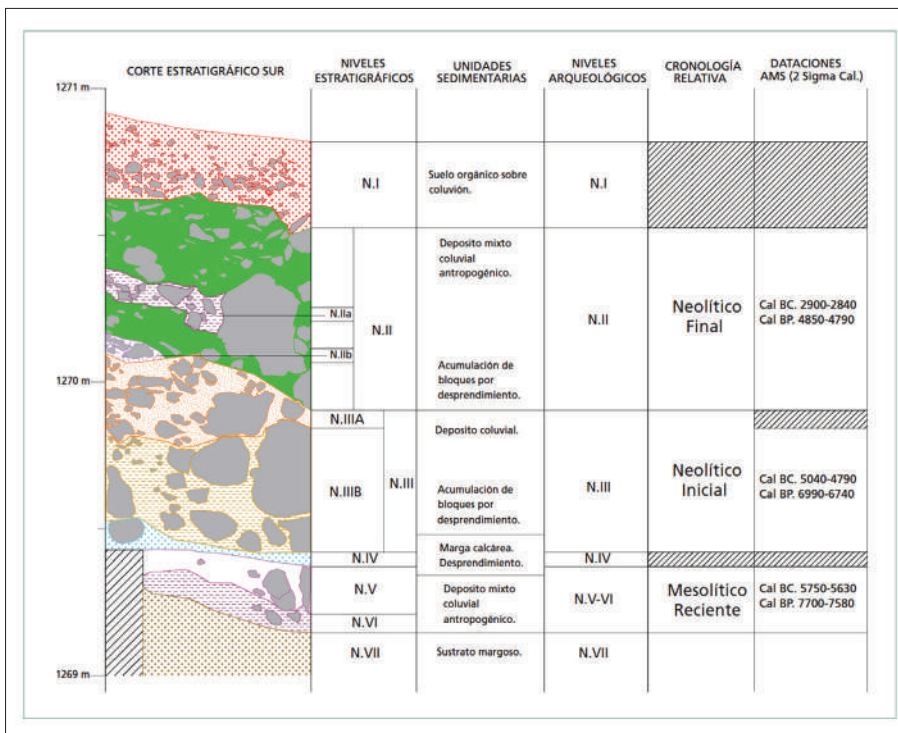 CORTE ESTRATIGRÁFICO SUR
NIVELES
ESTRATIGRÁFICOS
UNIDADES
SEDIMENTARIAS
NIVELES
ARQUEOLÓGICOS
CRONOLOGÍA
RELATIVA
DATACIONES
AMS (2 Sigma Cal.)
1271 m
N.I
Suelo orgánico sobre
coluvión.
N.I
Deposito mixto
coluvial
antropogénico.
N.IIa
N.II
N.IIb
N.II
Neolítico
Final
Cal BC. 2900-2840
Cal BP. 4850-4790
Acumulación de
bloques por
desprendimiento.
1270 m
N.IIIA
Deposito coluvial.
N.IIIB
N.III
Acumulación de
bloques por
desprendimiento.
N.III
Neolítico
Inicial
Cal BC. 5040-4790
Cal BP. 6990-6740
N.IV
Marga calcárea.
Desprendimiento.
N.IV
N.V
N.VI
Deposito mixto
coluvial
antropogénico.
N.V-VI
Mesolítico
Reciente
Cal BC. 5750-5630
Cal BP. 7700-7580
N.VII
Sustrato margoso.
N.VII
1269 m